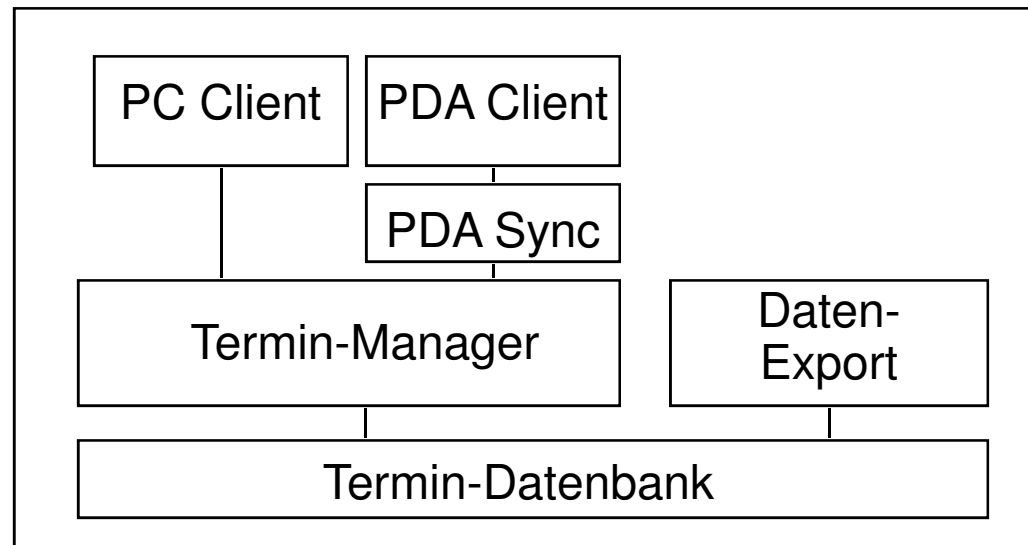 PC Client
PDA Client
PDA Sync
Termin-Manager
Daten-
Export
Termin-Datenbank